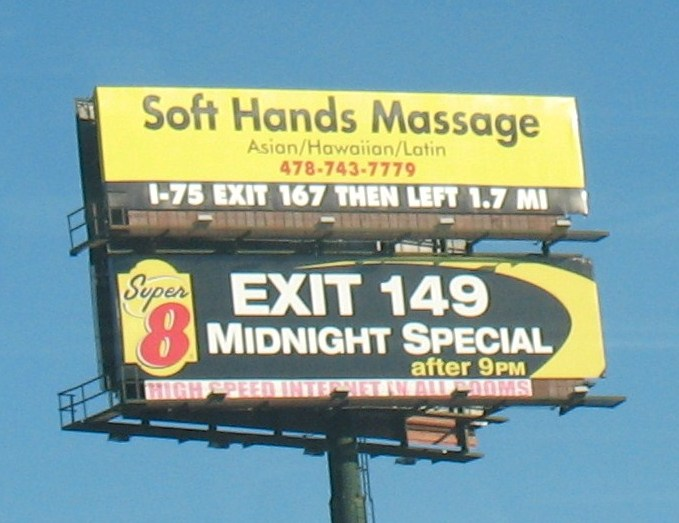 Soft Hands Massage
Asian/Hawaiian/Latin
478-743-7779
I-75 EXIT 167 THEN LEFT 1.7 MI
Super
8
EXIT 149
MIDNIGHT SPECIAL
after 9PM
HIGH SPEED INTERNET IN ALL ROOMS